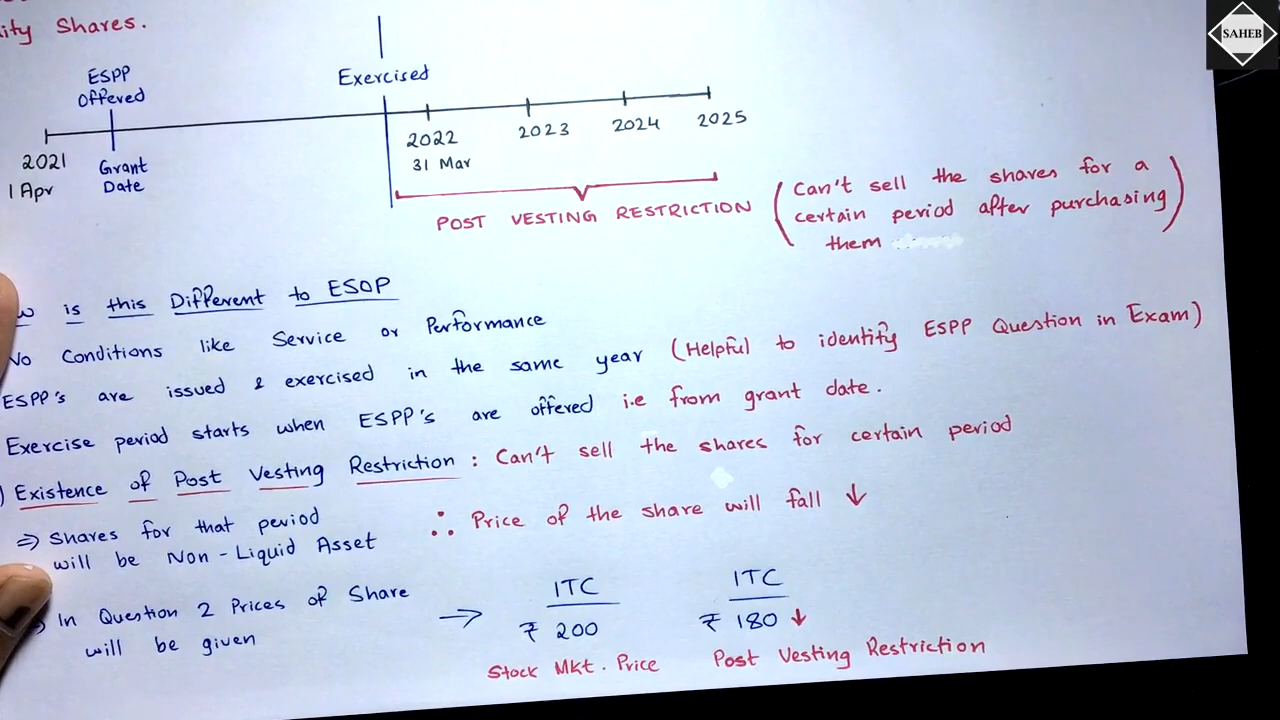 ity Shares.
SAHEB
ESPP
Offered
Exercised
2021
1 Apr
Grant
Date
2022
31 Mar
2023
2024
2025
POST VESTING RESTRICTION
(Can't sell the shares for a
certain period after purchasing
them)
w is this Different to ESOP
No Conditions like Service or Performance
ESPP's are issued & exercised in the same year (Helpful to identify ESPP Question in Exam)
Exercise period starts when ESPP's are offered i.e from grant date.
) Existence of Post Vesting Restriction : Can't sell the shares for certain period
⇒ Shares for that period
will be Non-Liquid Asset
∴ Price of the share will fall ↓
In Question 2 Prices of Share
will be given
→
ITC
₹ 200
Stock Mkt. Price
ITC
₹ 180 ↓
Post Vesting Restriction